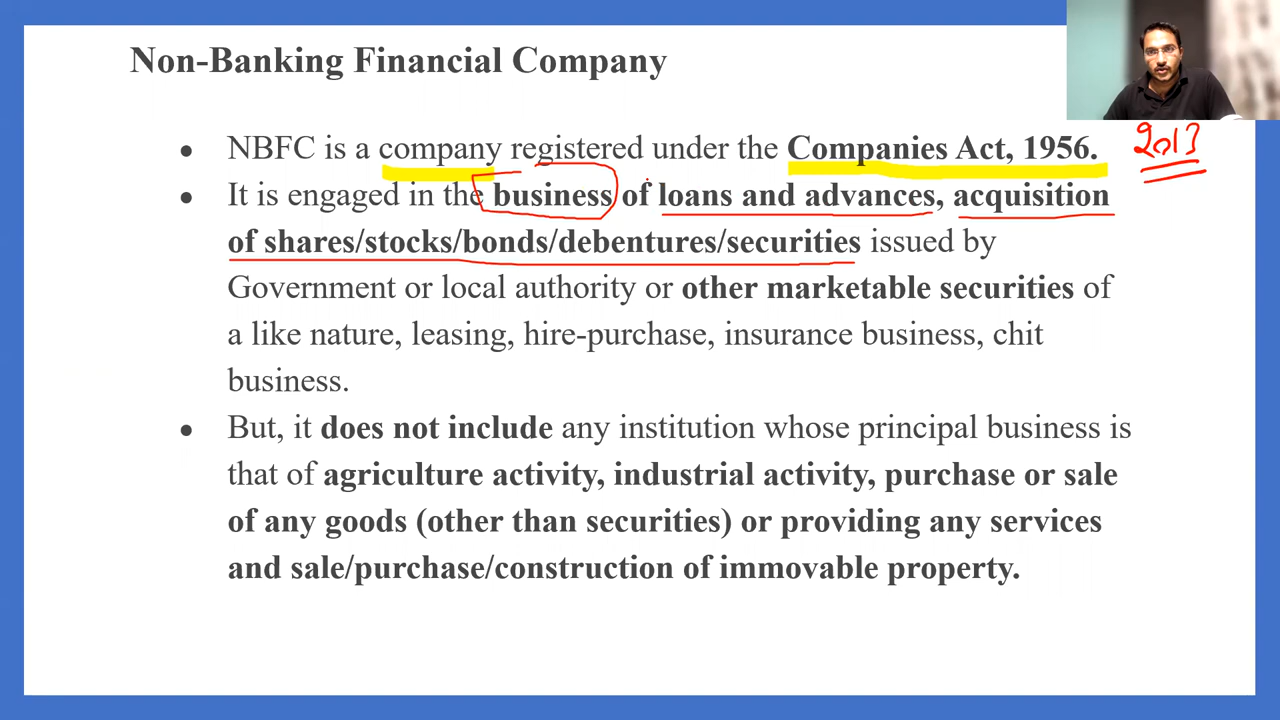 Non-Banking Financial Company
NBFC is a company registered under the Companies Act, 1956. 2013
It is engaged in the business of loans and advances, acquisition
of shares/stocks/bonds/debentures/securities issued by
Government or local authority or other marketable securities of
a like nature, leasing, hire-purchase, insurance business, chit
business.
But, it does not include any institution whose principal business is
that of agriculture activity, industrial activity, purchase or sale
of any goods (other than securities) or providing any services
and sale/purchase/construction of immovable property.